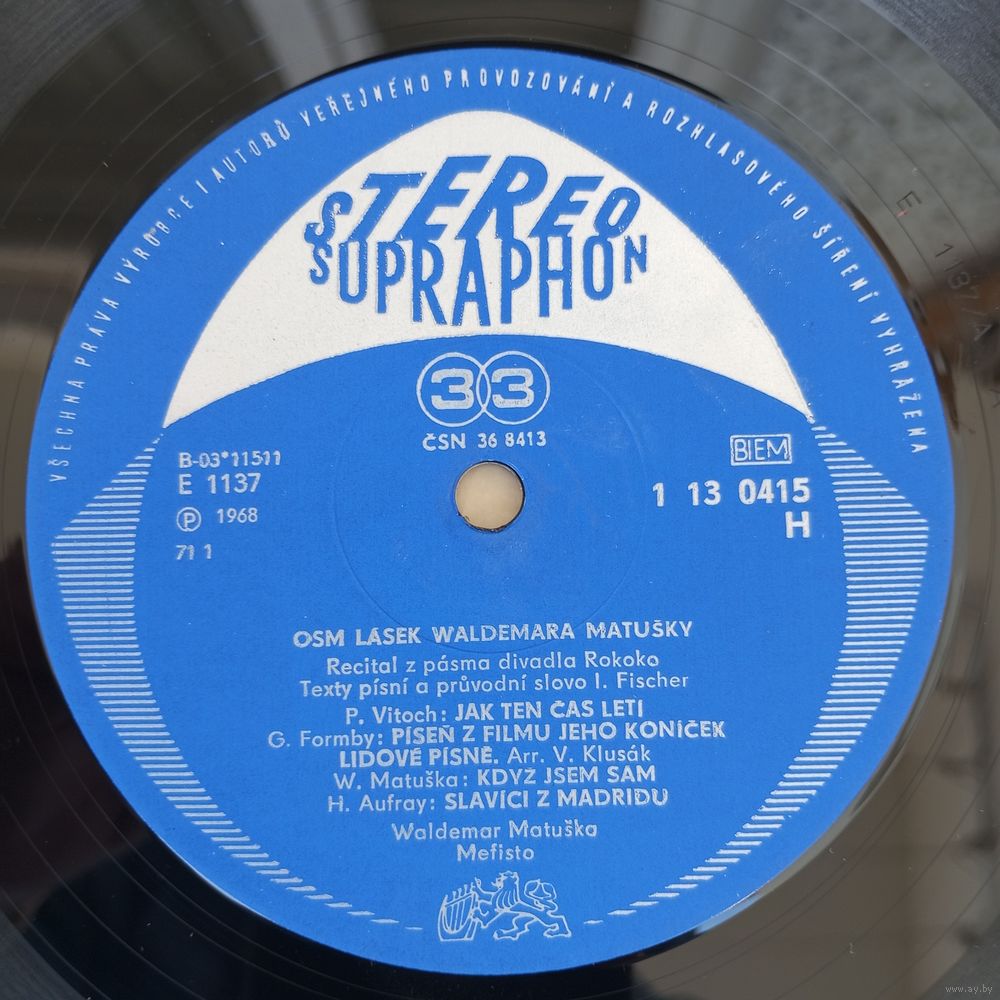 VŠECHNA PRÁVA VÝROBCE I AUTORŮ VEŘEJNÉHO PROVOZOVÁNÍ A ROZHLASOVÉHO ŠÍŘENÍ VYHRAŽENA
STEREO
SUPRAPHON
33
ČSN 36 8413
B-03*11511
E 1137
Ⓟ 1968
71 1
BIEM
1 13 0415
H
OSM LÁSEK WALDEMARA MATUŠKY
Recital z pásma divadla Rokoko
Texty písní a průvodní slovo I. Fischer
P. Vitoch: JAK TEN ČAS LETÍ
G. Formby: PÍSEŇ Z FILMU JEHO KONÍČEK
LIDOVÉ PÍSNĚ. Arr. V. Klusák
W. Matuška: KDYŽ JSEM SÁM
H. Aufray: SLAVÍCI Z MADRIDU
Waldemar Matuška
Mefisto
www.ay.by